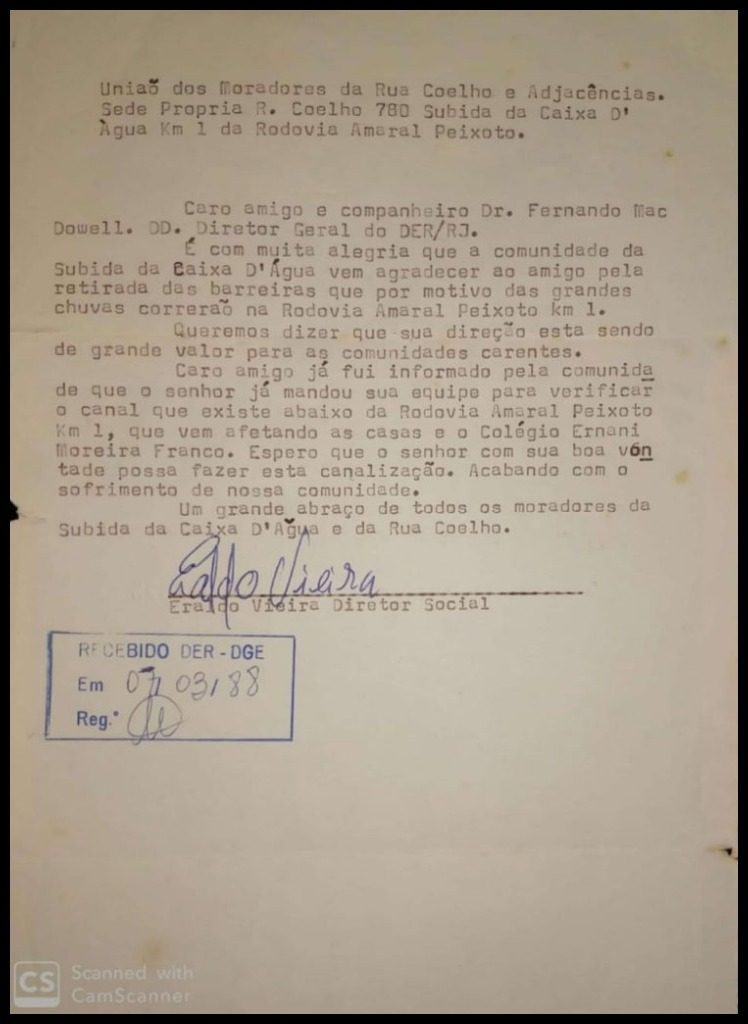 Uniaõ dos Moradores da Rua Coelho e Adjacências.
Sede Propria R. Coelho 780 Subida da Caixa D'
Àgua Km 1 da Rodovia Amaral Peixoto.
Caro amigo e companheiro Dr. Fernando Mac
Dowell. DD. Diretor Geral do DER/RJ.
É com muita alegria que a comunidade da
Subida da Caixa D'Água vem agradecer ao amigo pela
retirada das barreiras que por motivo das grandes
chuvas correraõ na Rodovia Amaral Peixoto km 1.
Queremos dizer que sua direção esta sendo
de grande valor para as comunidades carentes.
Caro amigo já fui informado pela comunida
de que o senhor já mandou sua equipe para verificar
o canal que existe abaixo da Rodovia Amaral Peixoto
Km 1, que vem afetando as casas e o Colégio Ernani
Moreira Franco. Espero que o senhor com sua boa von
tade possa fazer esta canalização. Acabando com o
sofrimento de nossa comunidade.
Um grande abraço de todos os moradores da
Subida da Caixa D'Água e da Rua Coelho.
Eraldo Vieira
Eraldo Vieira Diretor Social
RECEBIDO DER - DGE
Em 07/03/88
Reg.º
CS Scanned with
CamScanner